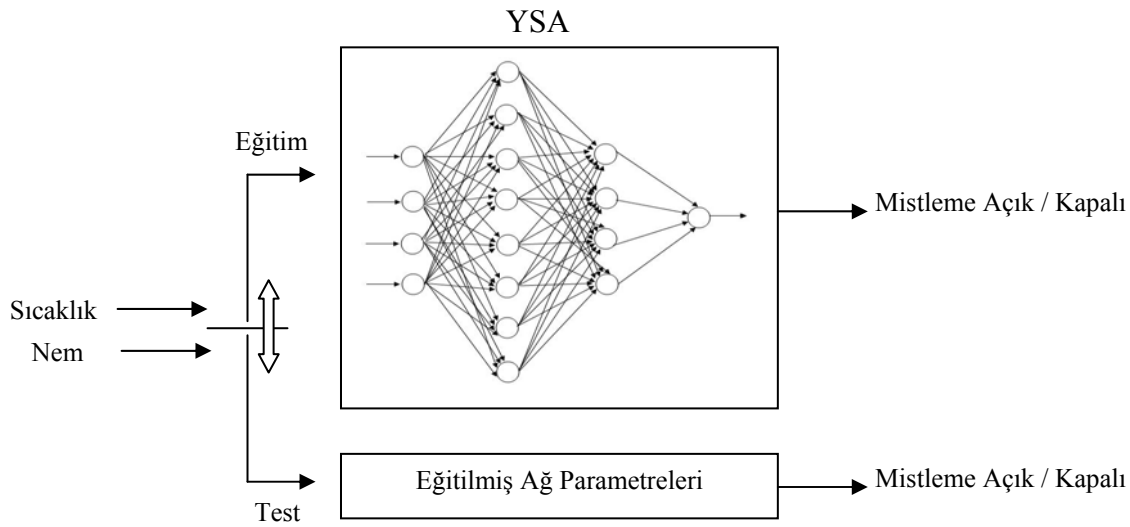 YSA
Eğitim
Mistleme Açık / Kapalı
Sıcaklık
Nem
Eğitilmiş Ağ Parametreleri
Mistleme Açık / Kapalı
Test